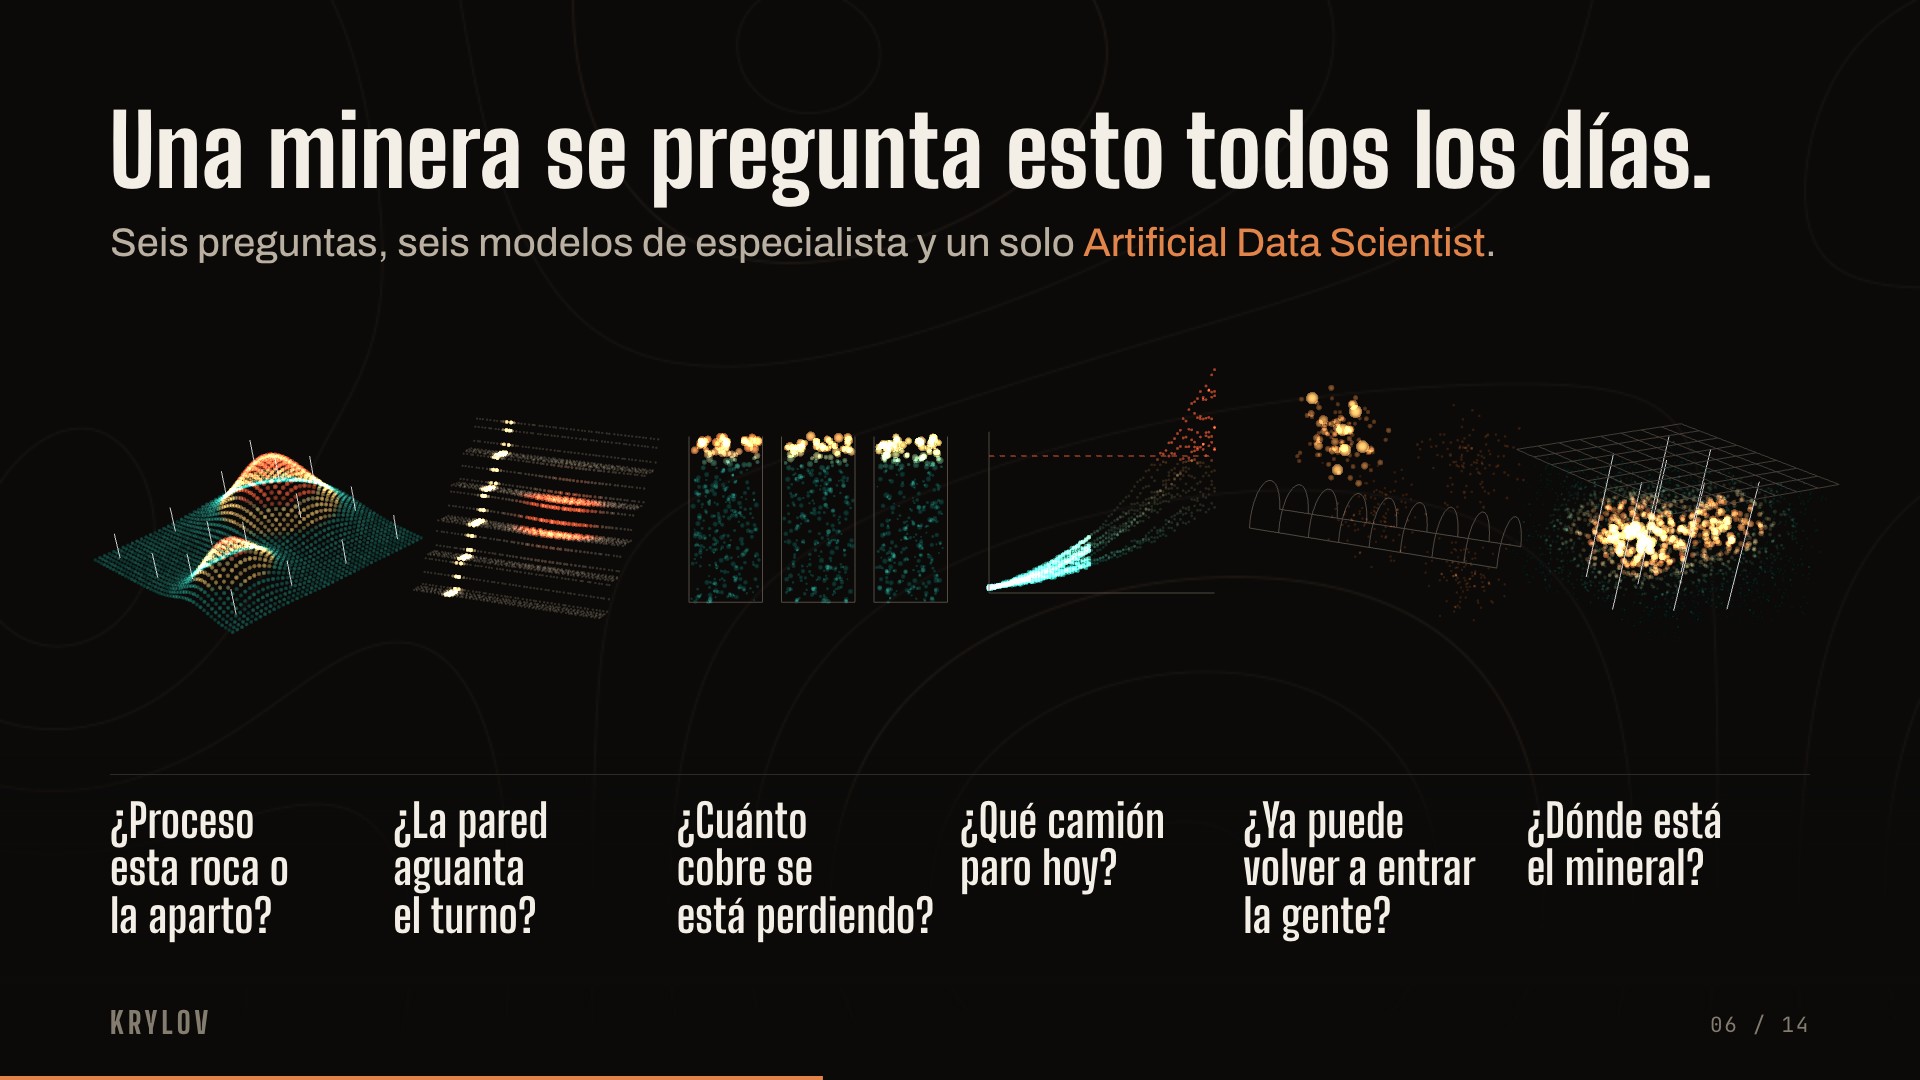 Una minera se pregunta esto todos los días.
Seis preguntas, seis modelos de especialista y un solo Artificial Data Scientist.
¿Proceso
esta roca o
la aparto?
¿La pared
aguanta
el turno?
¿Cuánto
cobre se
está perdiendo?
¿Qué camión
paro hoy?
¿Ya puede
volver a entrar
la gente?
¿Dónde está
el mineral?
KRYLOV
06 / 14